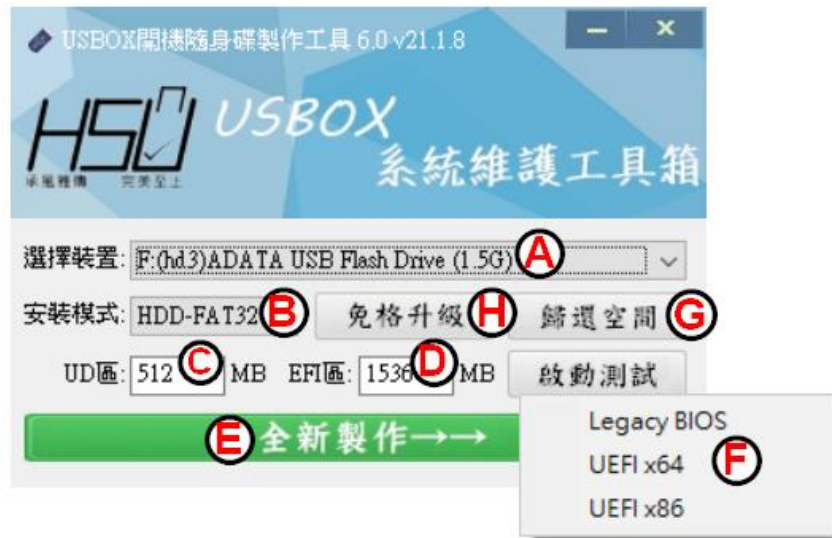 USBOX開機隨身碟製作工具 6.0 v21.1.8
HSU
USBOX
系統維護工具箱
承風雅傳 完美至上
選擇裝置: F:(hd3)ADATA USB Flash Drive (1.5G) A
安裝模式: HDD-FAT32 B 免格升級 H 歸還空間 G
UD區: 512 C MB EFI區: 1536 D MB 啟動測試
E 全新製作→→
Legacy BIOS
UEFI x64 F
UEFI x86